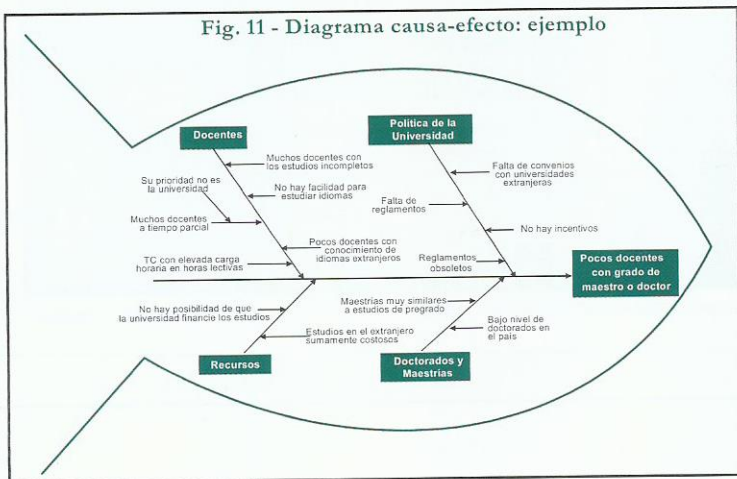 Fig. 11 - Diagrama causa-efecto: ejemplo
Docentes
Política de la
Universidad
Muchos docentes con
los estudios incompletos
Su prioridad no es
la universidad
No hay facilidad para
estudiar idiomas
Muchos docentes
a tiempo parcial
Pocos docentes con
conocimiento de
idiomas extranjeros
TC con elevada carga
horaria en horas lectivas
Falta de convenios
con universidades
extranjeras
Falta de
reglamentos
No hay incentivos
Reglamentos
obsoletos
Pocos docentes
con grado de
maestro o doctor
No hay posibilidad de que
la universidad financie los estudios
Estudios en el extranjero
sumamente costosos
Maestrías muy similares
a estudios de pregrado
Bajo nivel de
doctorados en
el país
Recursos
Doctorados y
Maestrías